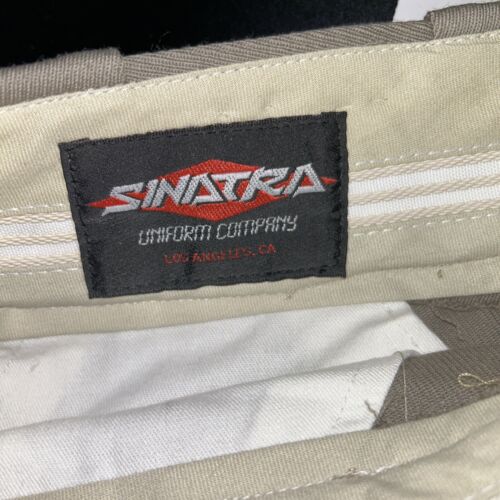 SINATRA
UNIFORM COMPANY
LOS ANGELES, CA